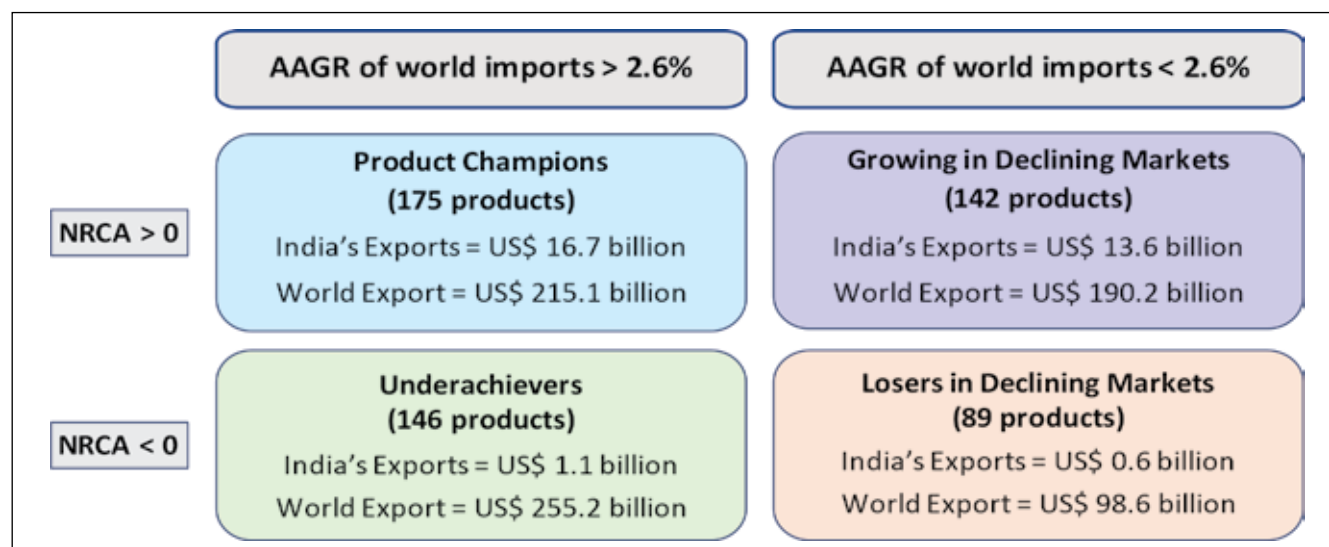 AAGR of world imports > 2.6%
AAGR of world imports < 2.6%
NRCA > 0
Product Champions
(175 products)
India’s Exports = US$ 16.7 billion
World Export = US$ 215.1 billion
Growing in Declining Markets
(142 products)
India’s Exports = US$ 13.6 billion
World Export = US$ 190.2 billion
NRCA < 0
Underachievers
(146 products)
India’s Exports = US$ 1.1 billion
World Export = US$ 255.2 billion
Losers in Declining Markets
(89 products)
India’s Exports = US$ 0.6 billion
World Export = US$ 98.6 billion